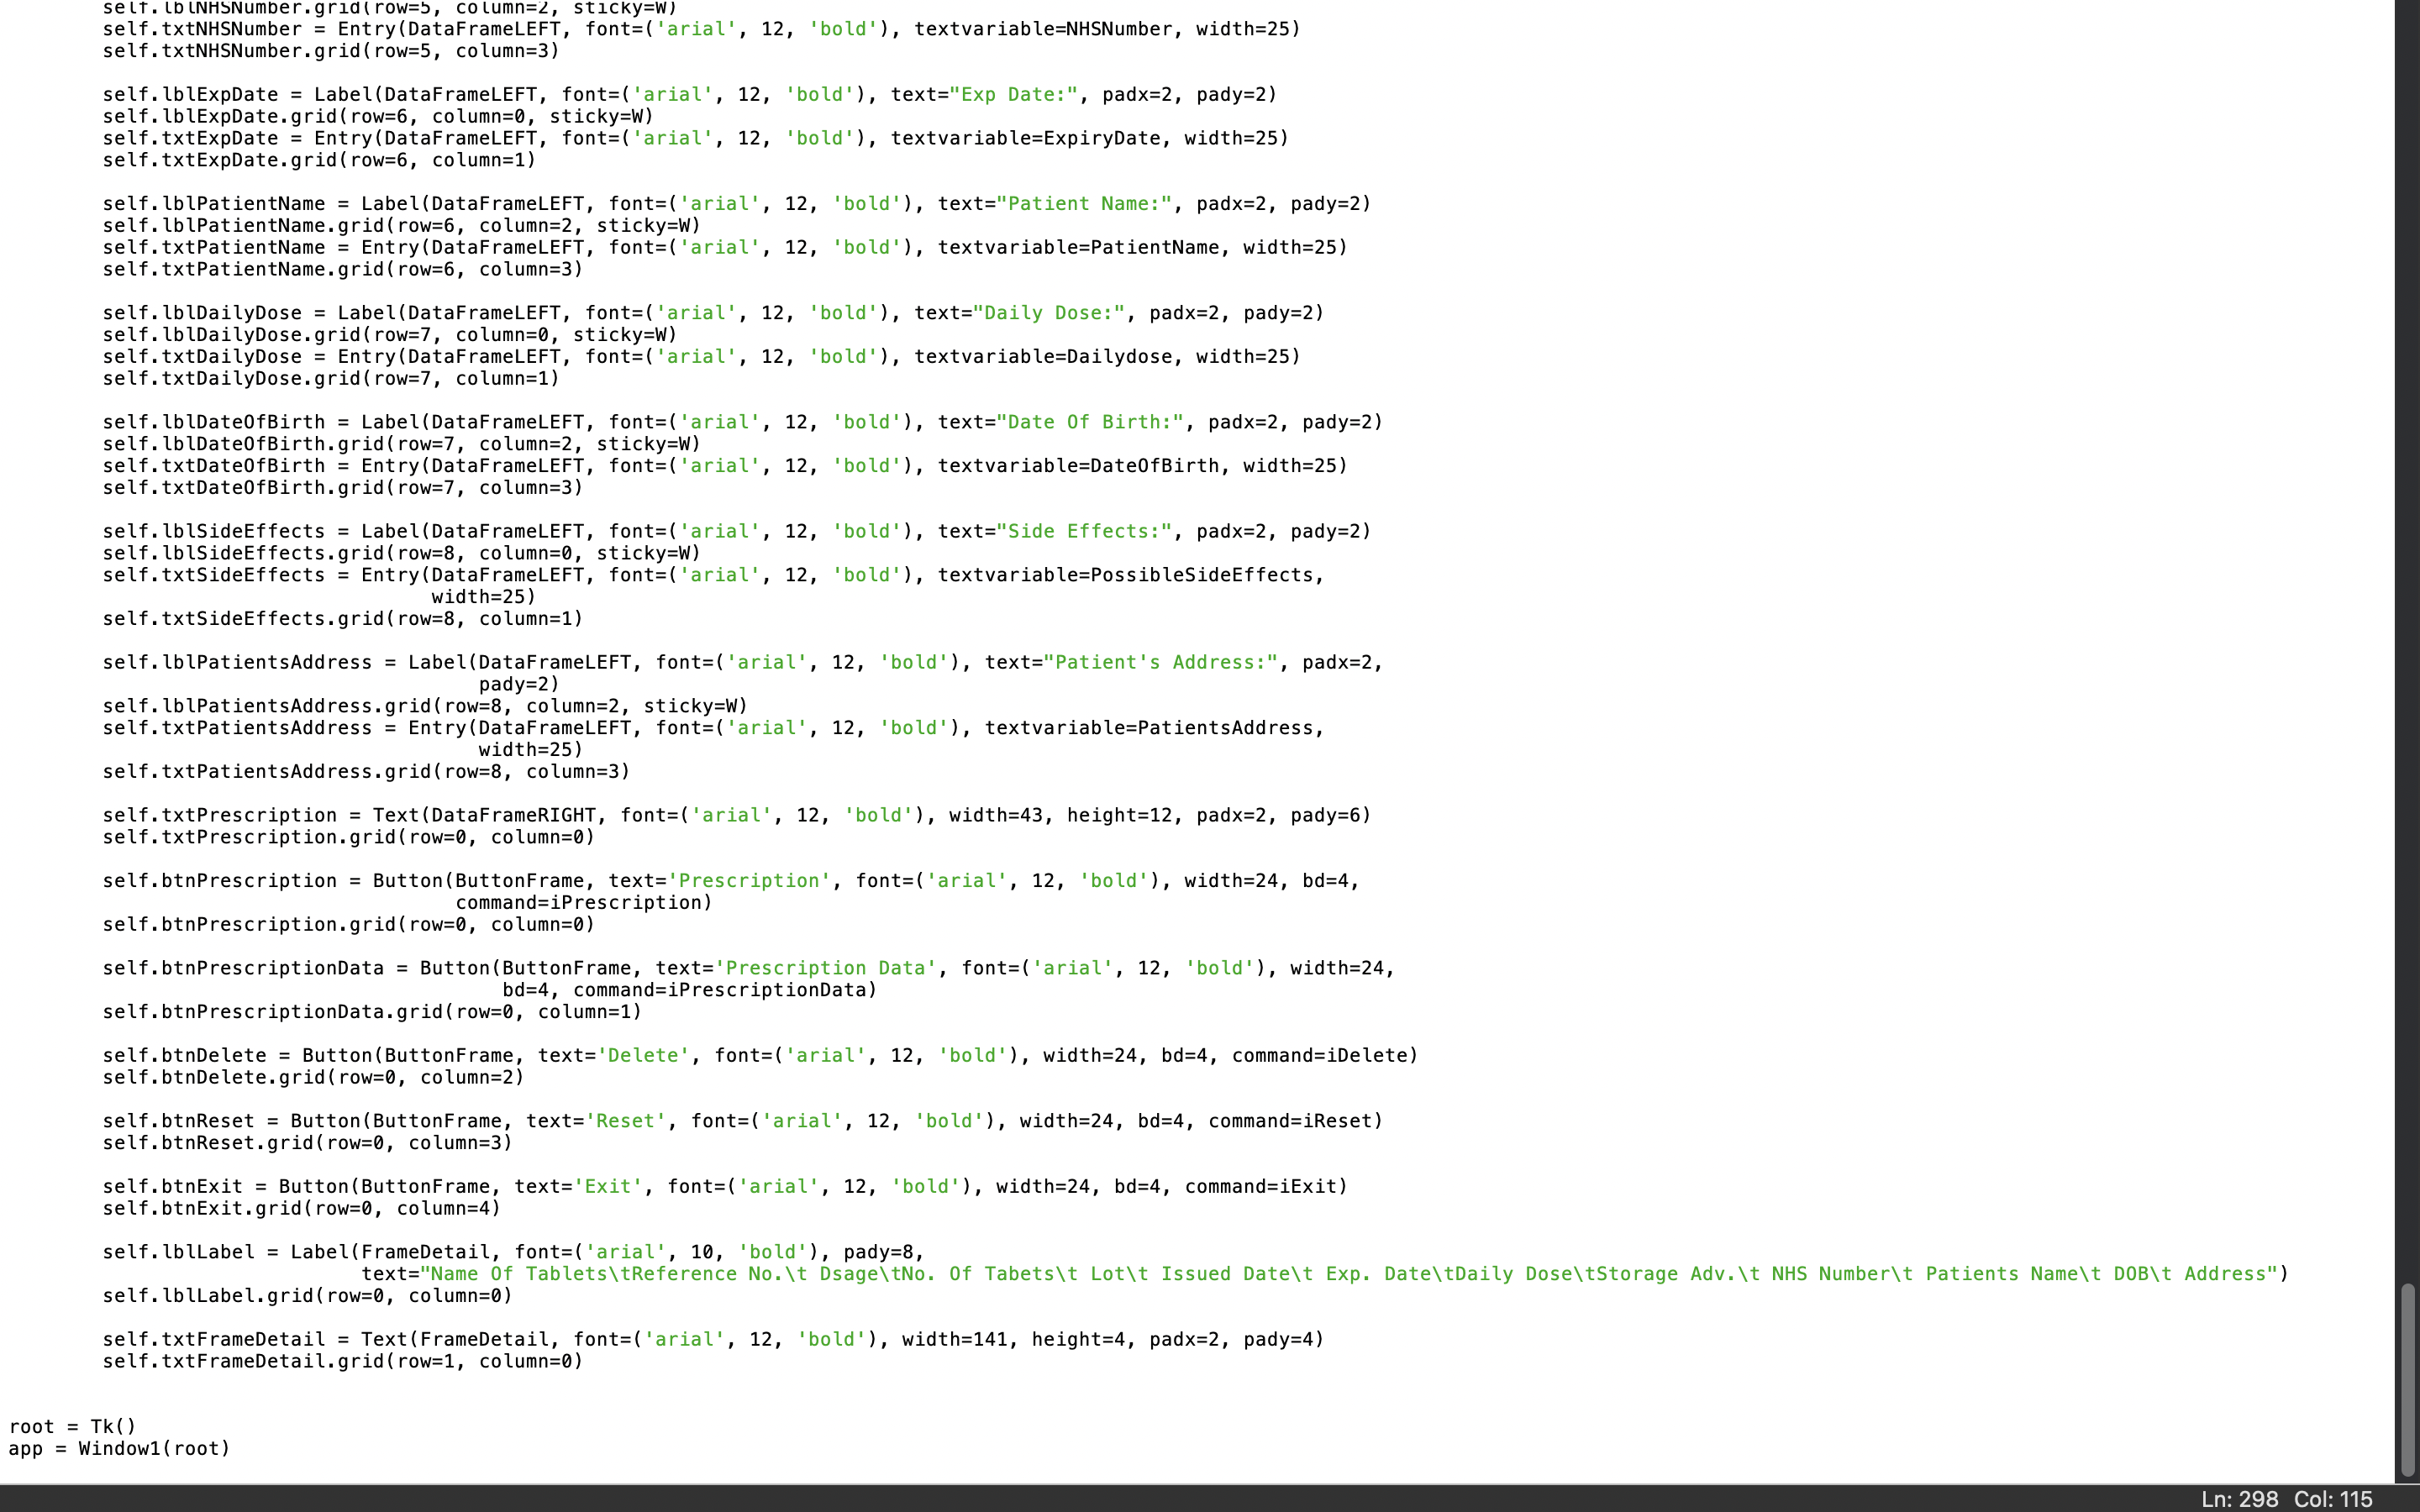 self.lblNHSNumber.grid(row=5, column=2, sticky=W)
        self.txtNHSNumber = Entry(DataFrameLEFT, font=('arial', 12, 'bold'), textvariable=NHSNumber, width=25)
        self.txtNHSNumber.grid(row=5, column=3)

        self.lblExpDate = Label(DataFrameLEFT, font=('arial', 12, 'bold'), text="Exp Date:", padx=2, pady=2)
        self.lblExpDate.grid(row=6, column=0, sticky=W)
        self.txtExpDate = Entry(DataFrameLEFT, font=('arial', 12, 'bold'), textvariable=ExpiryDate, width=25)
        self.txtExpDate.grid(row=6, column=1)

        self.lblPatientName = Label(DataFrameLEFT, font=('arial', 12, 'bold'), text="Patient Name:", padx=2, pady=2)
        self.lblPatientName.grid(row=6, column=2, sticky=W)
        self.txtPatientName = Entry(DataFrameLEFT, font=('arial', 12, 'bold'), textvariable=PatientName, width=25)
        self.txtPatientName.grid(row=6, column=3)

        self.lblDailyDose = Label(DataFrameLEFT, font=('arial', 12, 'bold'), text="Daily Dose:", padx=2, pady=2)
        self.lblDailyDose.grid(row=7, column=0, sticky=W)
        self.txtDailyDose = Entry(DataFrameLEFT, font=('arial', 12, 'bold'), textvariable=Dailydose, width=25)
        self.txtDailyDose.grid(row=7, column=1)

        self.lblDateOfBirth = Label(DataFrameLEFT, font=('arial', 12, 'bold'), text="Date Of Birth:", padx=2, pady=2)
        self.lblDateOfBirth.grid(row=7, column=2, sticky=W)
        self.txtDateOfBirth = Entry(DataFrameLEFT, font=('arial', 12, 'bold'), textvariable=DateOfBirth, width=25)
        self.txtDateOfBirth.grid(row=7, column=3)

        self.lblSideEffects = Label(DataFrameLEFT, font=('arial', 12, 'bold'), text="Side Effects:", padx=2, pady=2)
        self.lblSideEffects.grid(row=8, column=0, sticky=W)
        self.txtSideEffects = Entry(DataFrameLEFT, font=('arial', 12, 'bold'), textvariable=PossibleSideEffects,
                                    width=25)
        self.txtSideEffects.grid(row=8, column=1)

        self.lblPatientsAddress = Label(DataFrameLEFT, font=('arial', 12, 'bold'), text="Patient's Address:", padx=2,
                                        pady=2)
        self.lblPatientsAddress.grid(row=8, column=2, sticky=W)
        self.txtPatientsAddress = Entry(DataFrameLEFT, font=('arial', 12, 'bold'), textvariable=PatientsAddress,
                                        width=25)
        self.txtPatientsAddress.grid(row=8, column=3)

        self.txtPrescription = Text(DataFrameRIGHT, font=('arial', 12, 'bold'), width=43, height=12, padx=2, pady=6)
        self.txtPrescription.grid(row=0, column=0)

        self.btnPrescription = Button(ButtonFrame, text='Prescription', font=('arial', 12, 'bold'), width=24, bd=4,
                                      command=iPrescription)
        self.btnPrescription.grid(row=0, column=0)

        self.btnPrescriptionData = Button(ButtonFrame, text='Prescription Data', font=('arial', 12, 'bold'), width=24,
                                          bd=4, command=iPrescriptionData)
        self.btnPrescriptionData.grid(row=0, column=1)

        self.btnDelete = Button(ButtonFrame, text='Delete', font=('arial', 12, 'bold'), width=24, bd=4, command=iDelete)
        self.btnDelete.grid(row=0, column=2)

        self.btnReset = Button(ButtonFrame, text='Reset', font=('arial', 12, 'bold'), width=24, bd=4, command=iReset)
        self.btnReset.grid(row=0, column=3)

        self.btnExit = Button(ButtonFrame, text='Exit', font=('arial', 12, 'bold'), width=24, bd=4, command=iExit)
        self.btnExit.grid(row=0, column=4)

        self.lblLabel = Label(FrameDetail, font=('arial', 10, 'bold'), pady=8,
                              text="Name Of Tablets\tReference No.\t Dsage\tNo. Of Tabets\t Lot\t Issued Date\t Exp. Date\tDaily Dose\tStorage Adv.\t NHS Number\t Patients Name\t DOB\t Address")
        self.lblLabel.grid(row=0, column=0)

        self.txtFrameDetail = Text(FrameDetail, font=('arial', 12, 'bold'), width=141, height=4, padx=2, pady=4)
        self.txtFrameDetail.grid(row=1, column=0)


root = Tk()
app = Window1(root)
Ln: 298 Col: 115